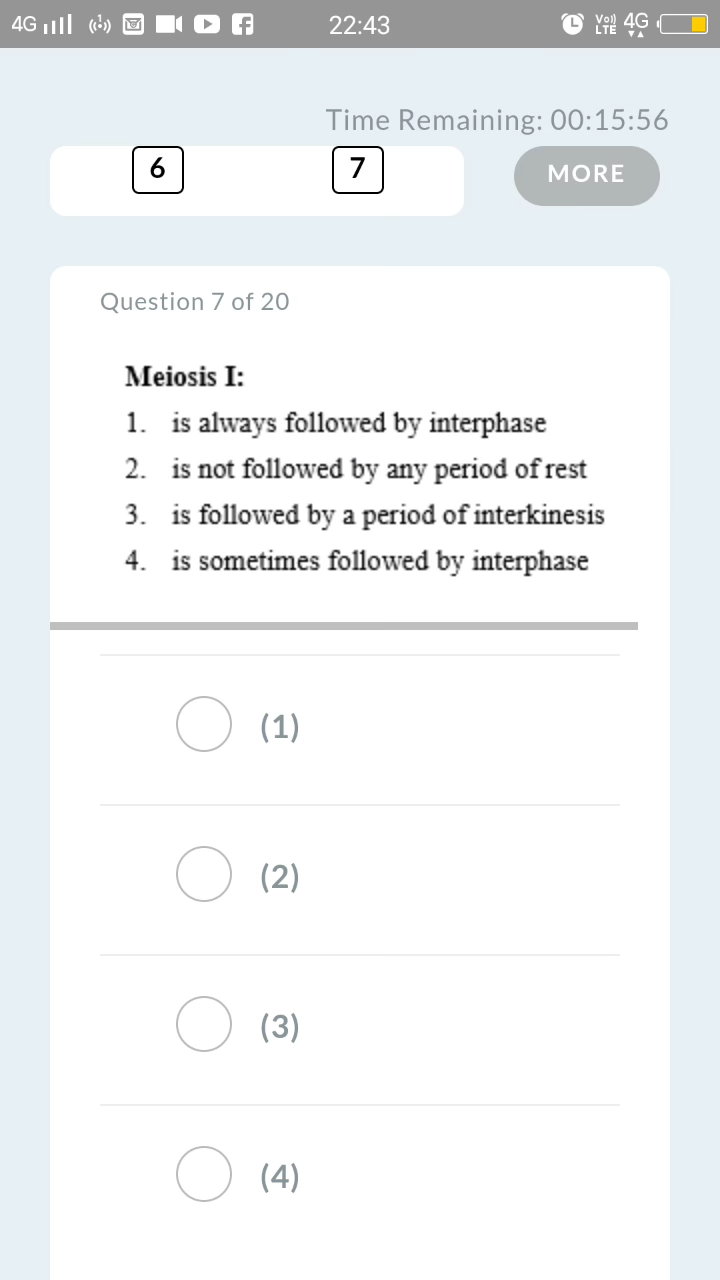 4G 22:43 Vo)) LTE 4G
Time Remaining: 00:15:56
6 7 MORE
Question 7 of 20
Meiosis I:
1. is always followed by interphase
2. is not followed by any period of rest
3. is followed by a period of interkinesis
4. is sometimes followed by interphase
(1)
(2)
(3)
(4)